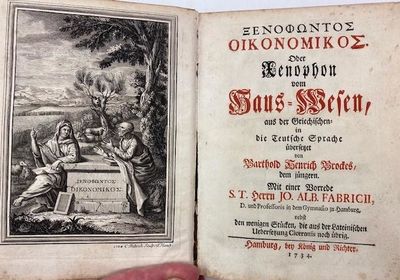 ΞΕΝΟΦΩΝΤΟΣ
ΟΙΚΟΝΟΜΙΚΟΣ
ΞΕΝΟΦΩΝΤΟΣ
ΟΙΚΟΝΟΜΙΚΟΣ.
Oder
Xenophon
vom
Haus-Wesen,
aus der Griechischen-
in
die Teutsche Sprache
übersetzet
von
Barthold Henrich Brockes,
dem jüngern.
Mit einer Vorrede
S. T. Herrn JO. ALB. FABRICII,
D. und Professoris in dem Gymnasio zu Hamburg,
nebst
den wenigen Stücken, die aus der Lateinischen
Uebersetzung Ciceronis noch übrig.
Hamburg, bey König und Richter,
1734.